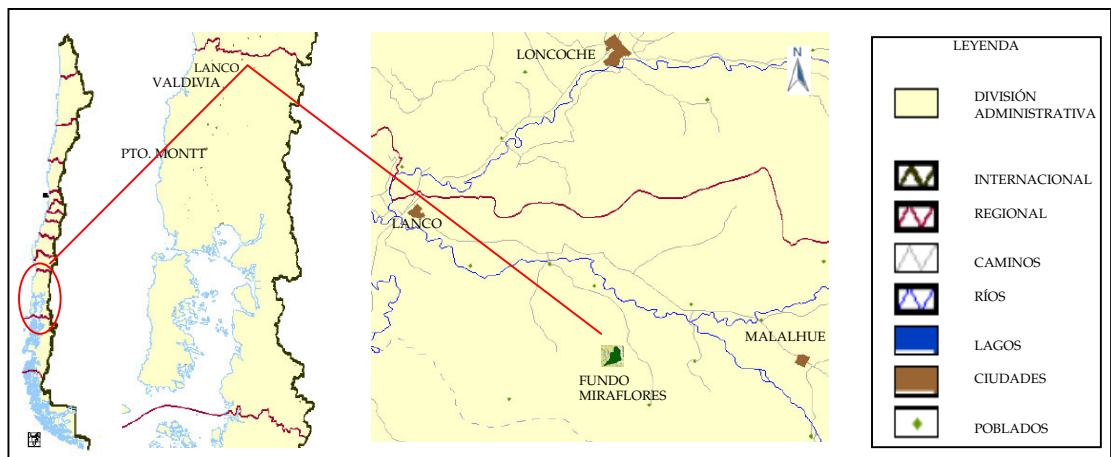 LANCO
VALDIVIA
PTO. MONTT
LONCOCHE
N
LANCO
MALALHUE
FUNDO
MIRAFLORES
LEYENDA
DIVISIÓN
ADMINISTRATIVA
INTERNACIONAL
REGIONAL
CAMINOS
RÍOS
LAGOS
CIUDADES
POBLADOS